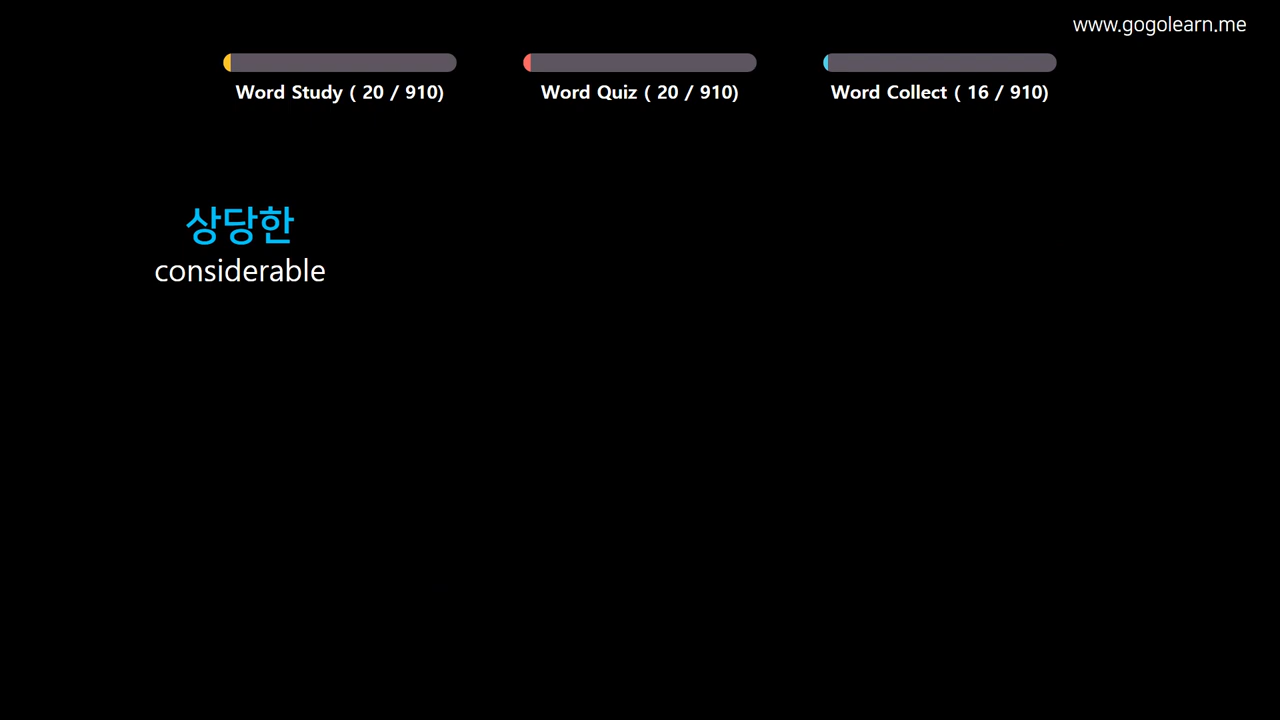 www.gogolearn.me
Word Study ( 20 / 910)
Word Quiz ( 20 / 910)
Word Collect ( 16 / 910)
상당한
considerable